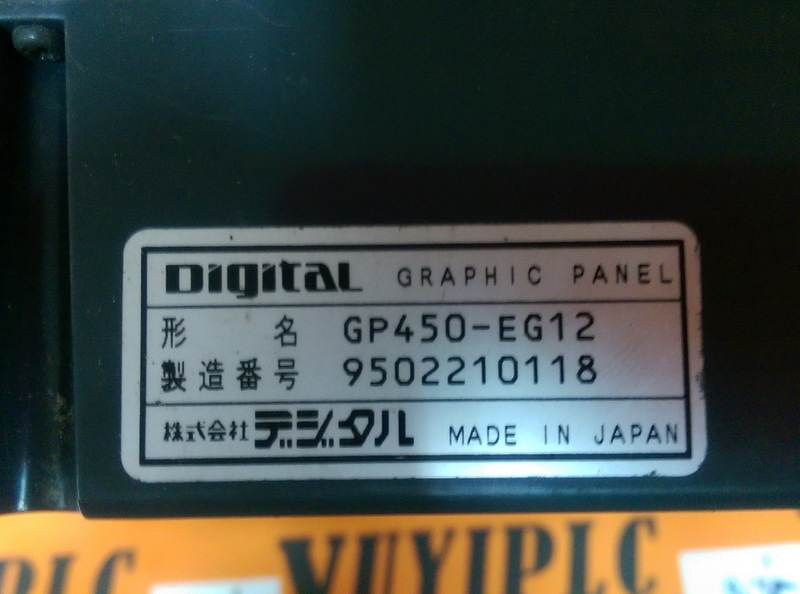 Digital GRAPHIC PANEL
形 名 GP450-EG12
製造番号 9502210118
株式会社デジタル MADE IN JAPAN
PLC YUYIPLC